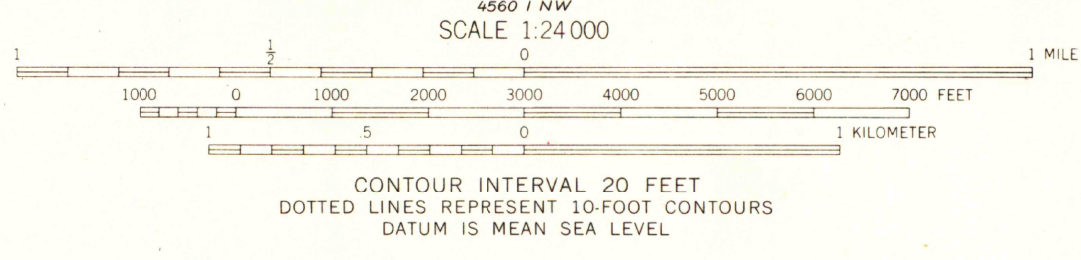 4560 I NW
SCALE 1:24 000
1 ½ 0 1 MILE
1000 0 1000 2000 3000 4000 5000 6000 7000 FEET
1 .5 0 1 KILOMETER
CONTOUR INTERVAL 20 FEET
DOTTED LINES REPRESENT 10-FOOT CONTOURS
DATUM IS MEAN SEA LEVEL